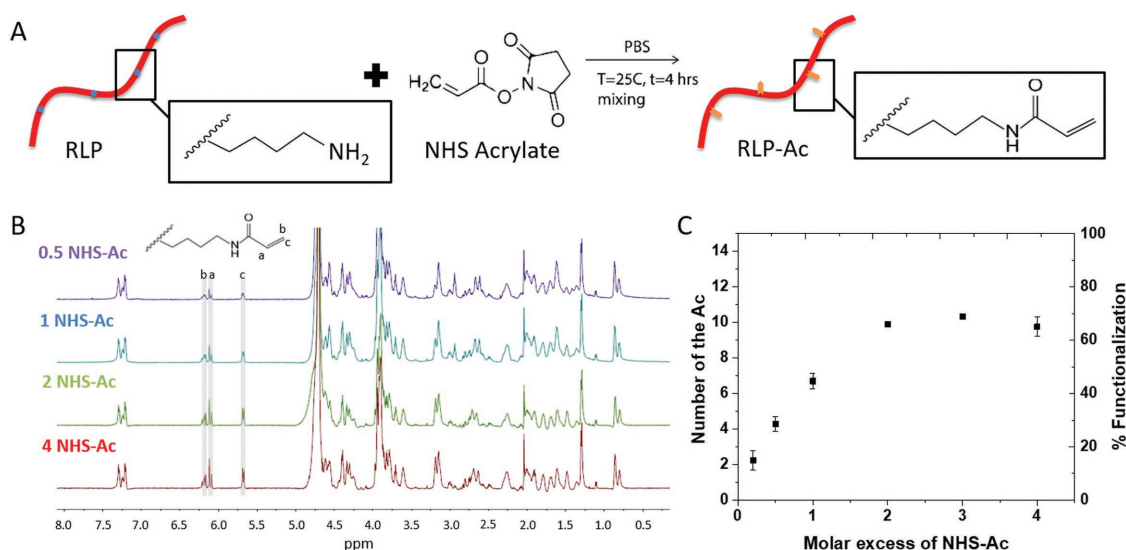 A
RLP
NH2
+
H2C
O
O
N
O
O
NHS Acrylate
PBS
T=25C, t=4 hrs
mixing
RLP-Ac
O
N
H
B
0.5 NHS-Ac
1 NHS-Ac
2 NHS-Ac
4 NHS-Ac
O
N
H
a
b
c
b a c
8.0 7.5 7.0 6.5 6.0 5.5 5.0 4.5 4.0 3.5 3.0 2.5 2.0 1.5 1.0 0.5
ppm
C
Number of the Ac
14
12
10
8
6
4
2
0
0 1 2 3 4
Molar excess of NHS-Ac
100
80
60
40
20
0
% Functionalization